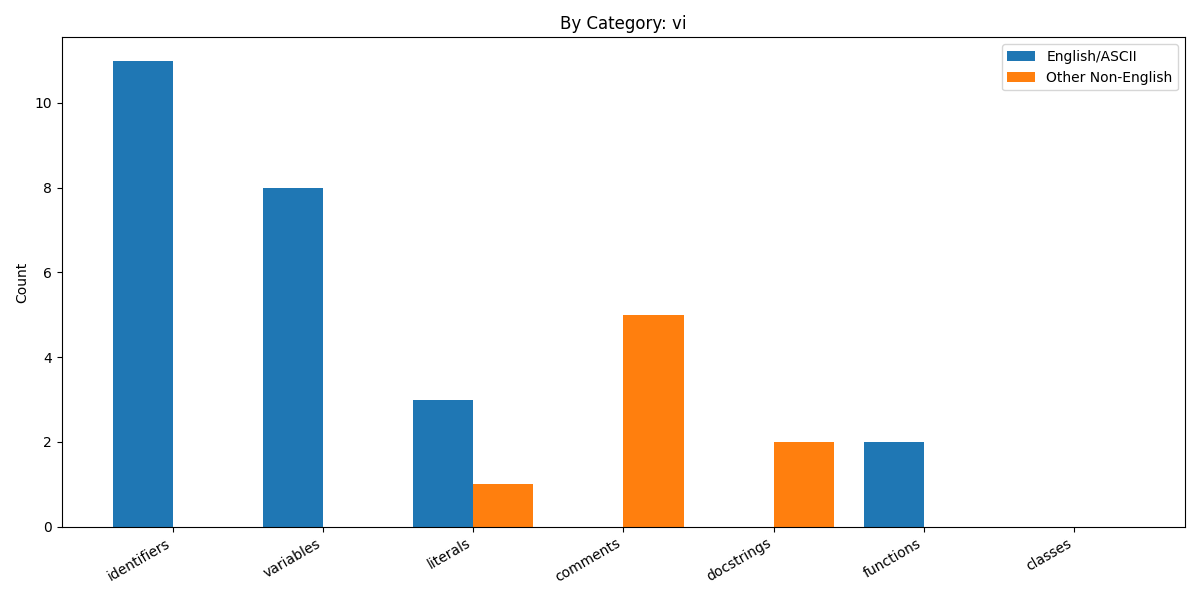 By Category: vi
English/ASCII
Other Non-English
Count
10
8
6
4
2
0
identifiers
variables
literals
comments
docstrings
functions
classes